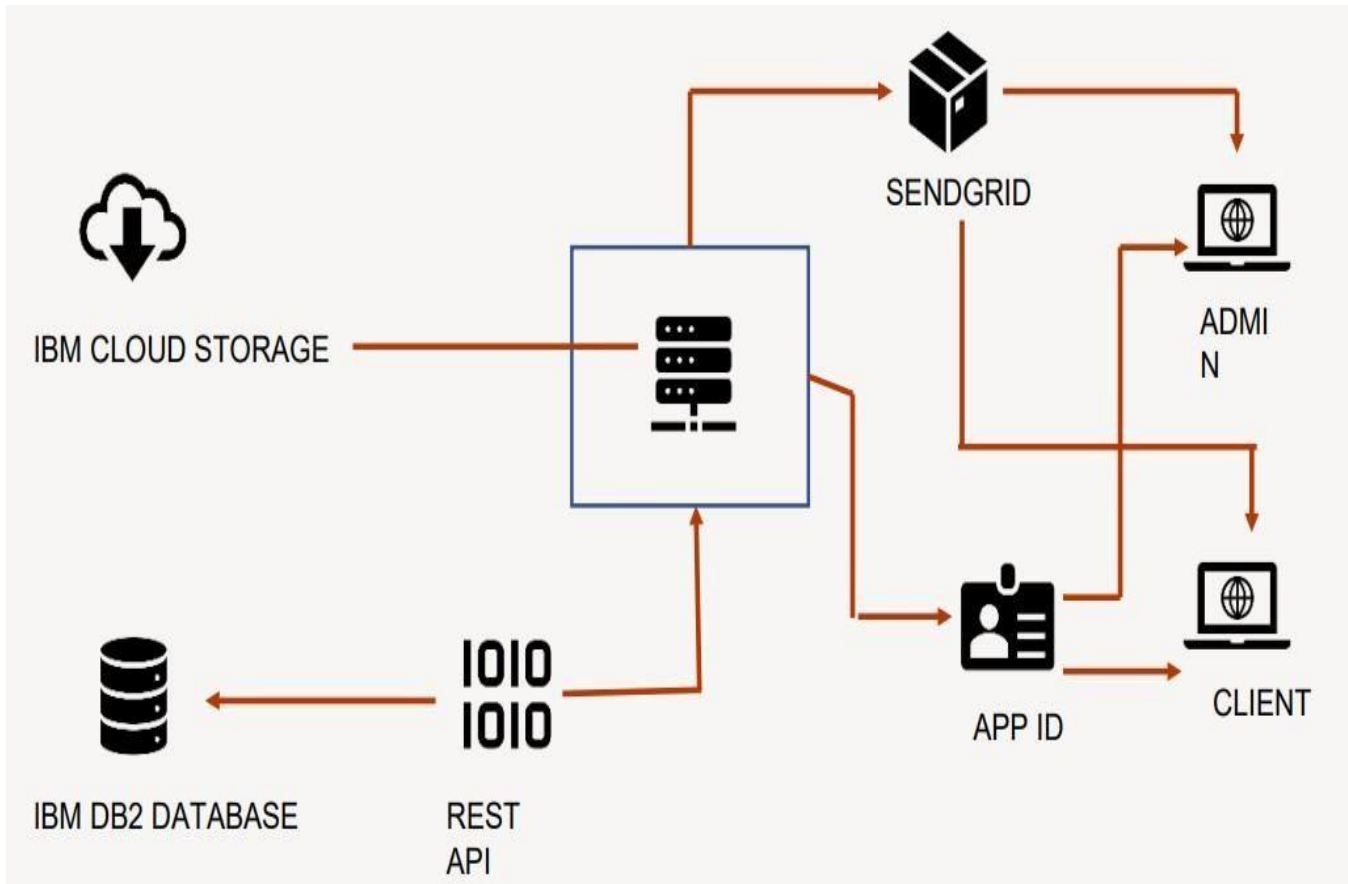 SENDGRID
IBM CLOUD STORAGE
ADMI
N
1010
1010
APP ID
CLIENT
IBM DB2 DATABASE
REST
API